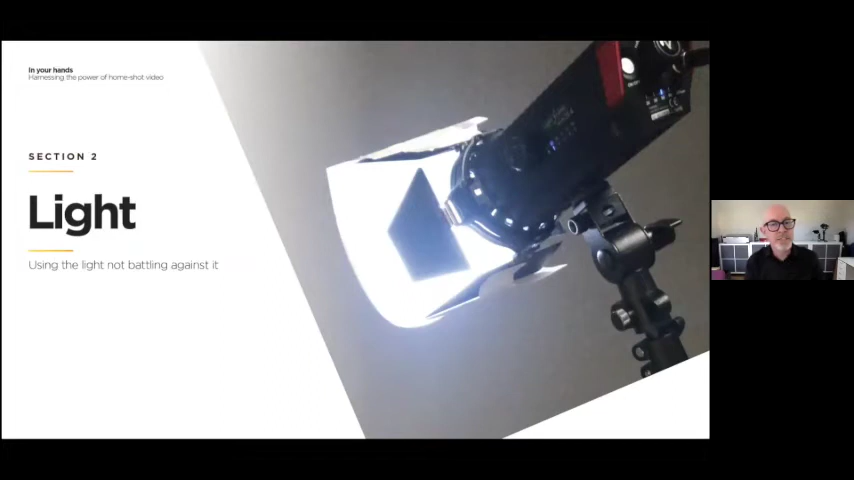 In your hands
Harnessing the power of home-shot video
SECTION 2
Light
Using the light not battling against it